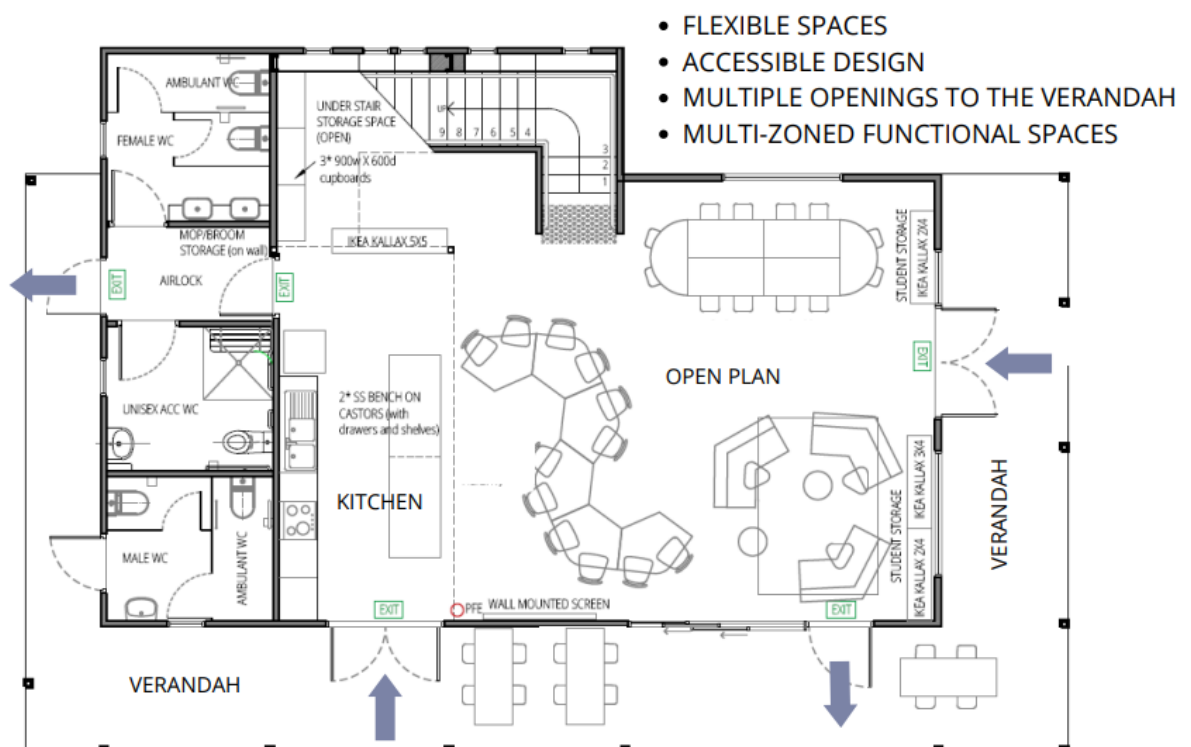 • FLEXIBLE SPACES
• ACCESSIBLE DESIGN
• MULTIPLE OPENINGS TO THE VERANDAH
• MULTI-ZONED FUNCTIONAL SPACES
AMBULANT WC
FEMALE WC
UNDER STAIR
STORAGE SPACE
(OPEN)
3* 900w X 600d
cupboards
UP
9 8 7 6 5 4
3
2
1
MOP/BROOM
STORAGE (on wall)
IKEA KALLAX 5X5
AIRLOCK
EXIT
EXIT
STUDENT STORAGE
IKEA KALLAX 2X4
EXIT
OPEN PLAN
UNISEX ACC WC
2* SS BENCH ON
CASTORS (with
drawers and shelves)
KITCHEN
STUDENT STORAGE
IKEA KALLAX 3X4
IKEA KALLAX 2X4
VERANDAH
MALE WC
AMBULANT WC
EXIT
PFE
WALL MOUNTED SCREEN
EXIT
VERANDAH